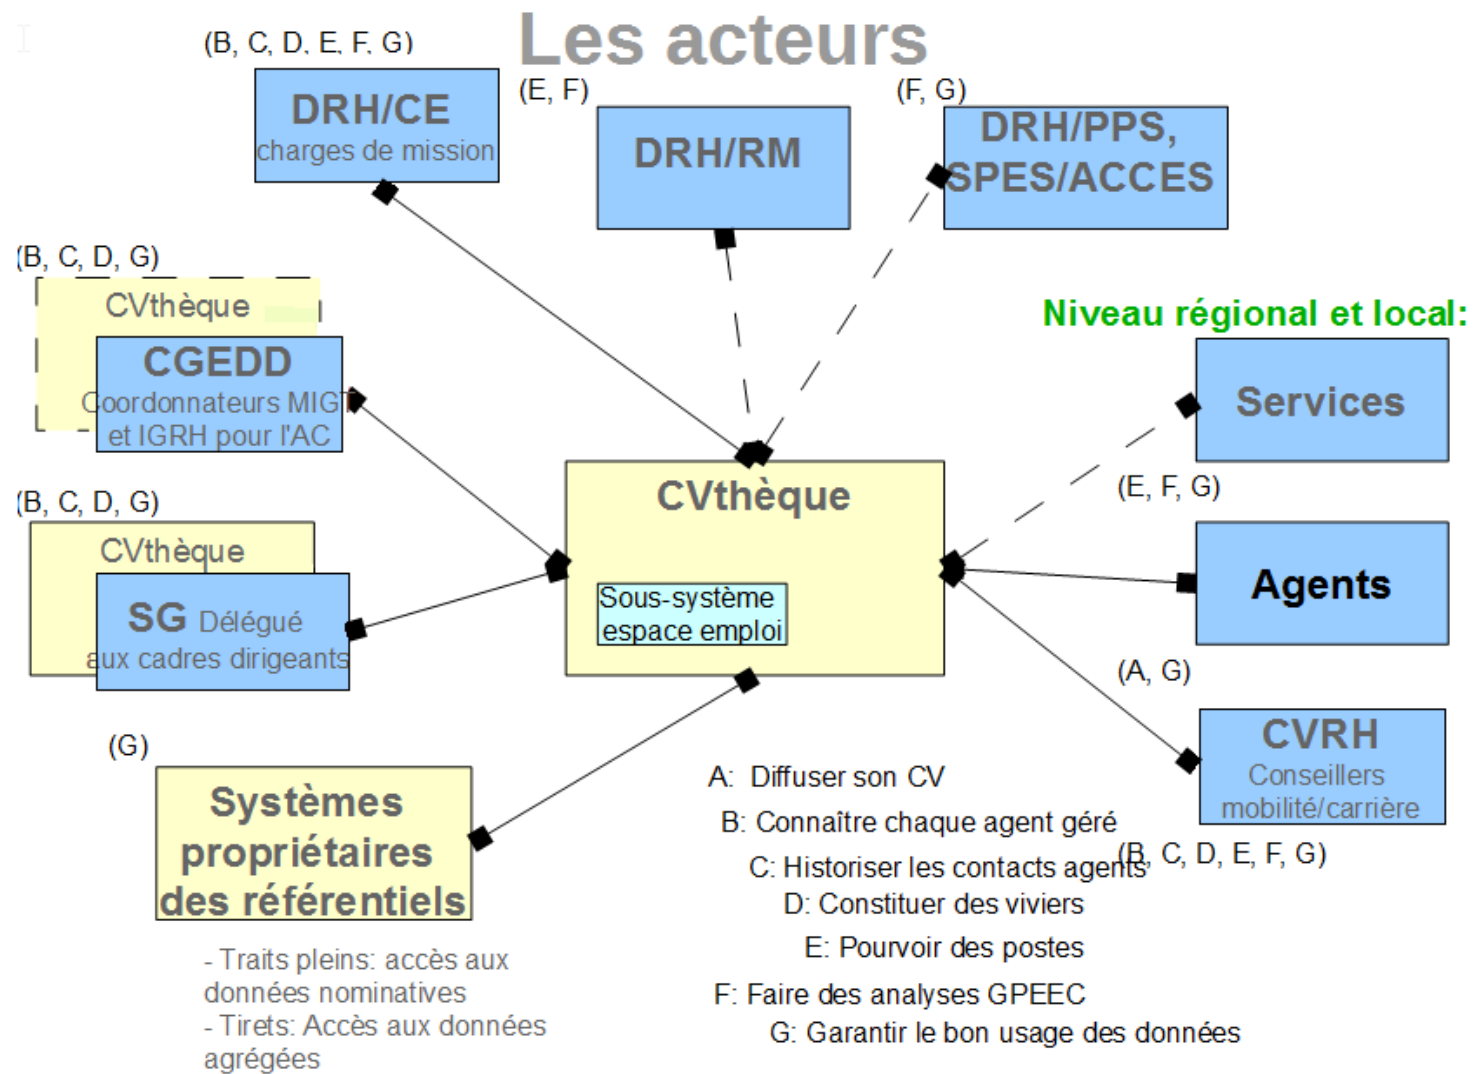 Les acteurs
(B, C, D, E, F, G)
DRH/CE
charges de mission
(E, F)
DRH/RM
(F, G)
DRH/PPS,
SPES/ACCES
(B, C, D, G)
CVthèque
CGEDD
Coordonnateurs MIGT
et IGRH pour l'AC
Niveau régional et local:
Services
(E, F, G)
(B, C, D, G)
CVthèque
SG Délégué
aux cadres dirigeants
CVthèque
Sous-système
espace emploi
Agents
(A, G)
CVRH
Conseillers
mobilité/carrière
(B, C, D, E, F, G)
(G)
Systèmes
propriétaires
des référentiels
A: Diffuser son CV
B: Connaître chaque agent géré
C: Historiser les contacts agents
D: Constituer des viviers
E: Pourvoir des postes
F: Faire des analyses GPEEC
G: Garantir le bon usage des données
- Traits pleins: accès aux
données nominatives
- Tirets: Accès aux données
agrégées